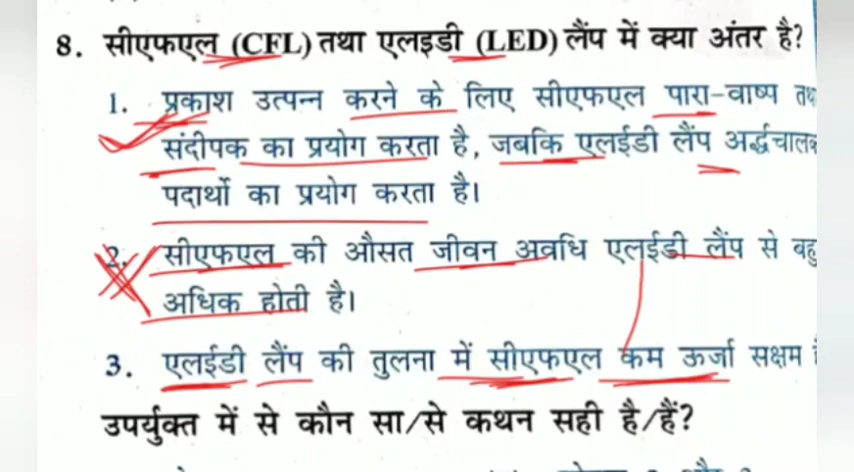 8. सीएफएल (CFL) तथा एलइडी (LED) लैंप में क्या अंतर है?
1. प्रकाश उत्पन्न करने के लिए सीएफएल पारा-वाष्प
संदीपक का प्रयोग करता है, जबकि एलईडी लैंप
पदार्थो का प्रयोग करता है।
2. सीएफएल की औसत जीवन अवधि एलईडी लैंप से
अधिक होती है।
3. एलईडी लैंप की तुलना में सीएफएल कम ऊर्जा सक्षम
उपर्युक्त में से कौन सा/से कथन सही है/हैं?